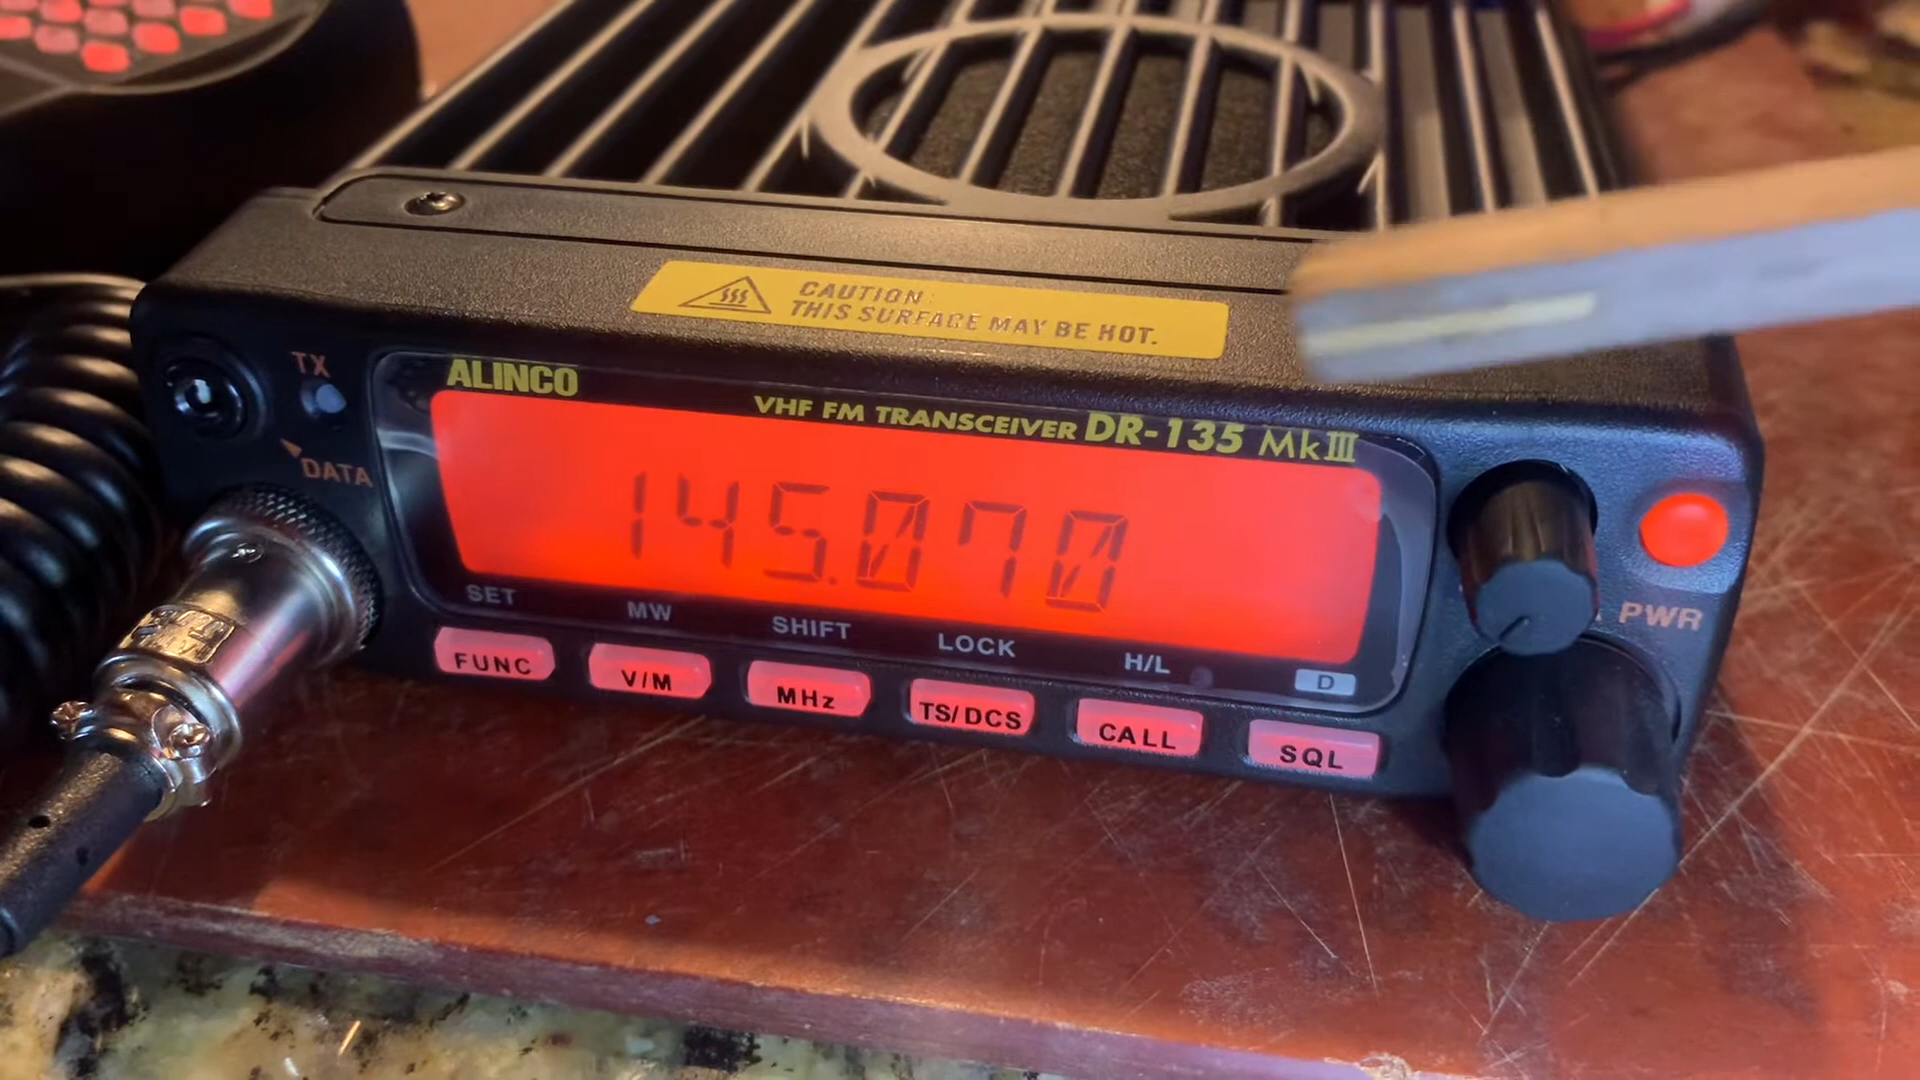 CAUTION:
THIS SURFACE MAY BE HOT.
TX
DATA
ALINCO
VHF FM TRANSCEIVER DR-135 MkIII
145.070
PWR
SET MW SHIFT LOCK H/L D
FUNC V/M MHz TS/DCS CALL SQL